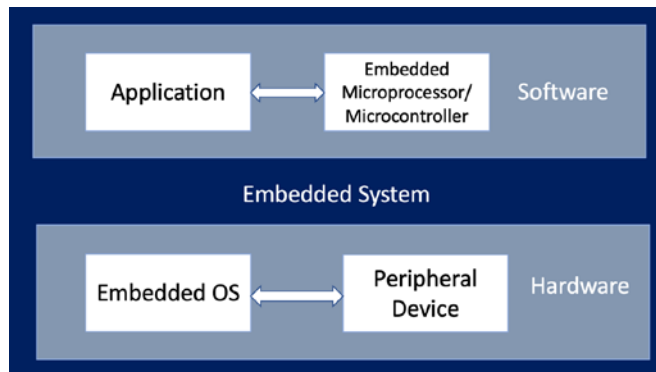 Application
Embedded
Microprocessor/
Microcontroller
Software
Embedded System
Embedded OS
Peripheral
Device
Hardware